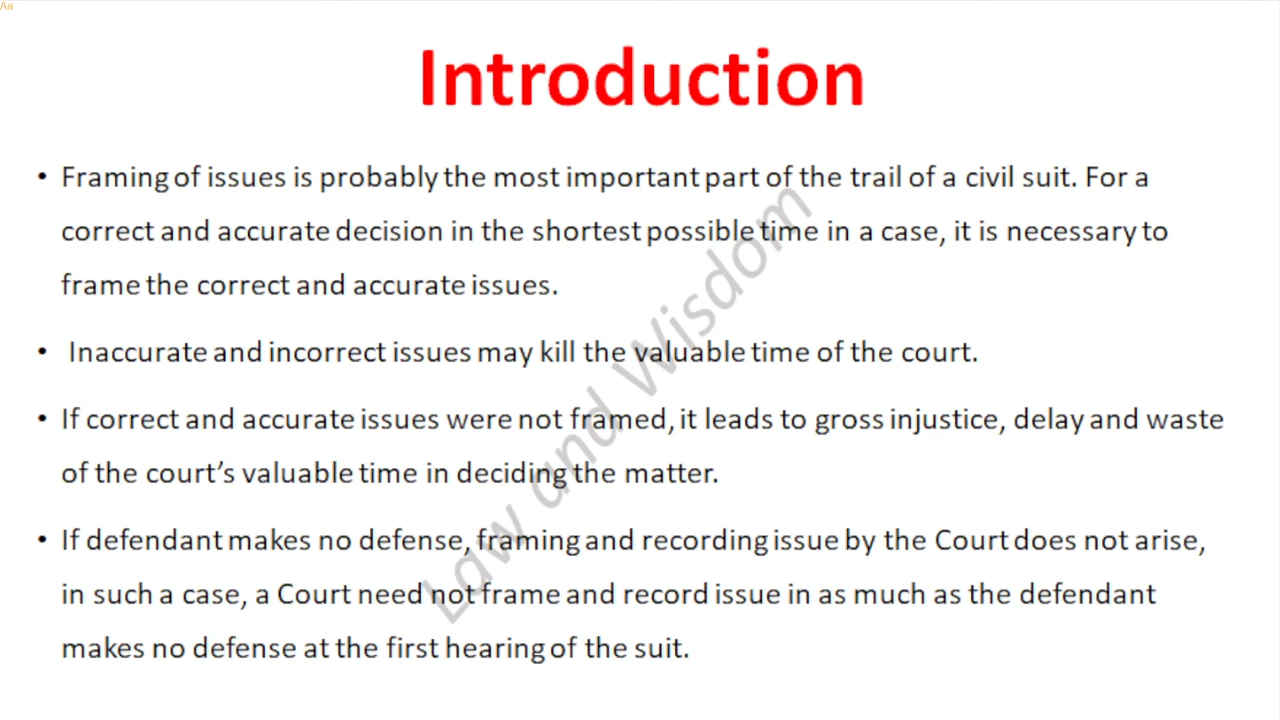 Aa
Introduction
• Framing of issues is probably the most important part of the trail of a civil suit. For a
correct and accurate decision in the shortest possible time in a case, it is necessary to
frame the correct and accurate issues.
• Inaccurate and incorrect issues may kill the valuable time of the court.
• If correct and accurate issues were not framed, it leads to gross injustice, delay and waste
of the court’s valuable time in deciding the matter.
• If defendant makes no defense, framing and recording issue by the Court does not arise,
in such a case, a Court need not frame and record issue in as much as the defendant
makes no defense at the first hearing of the suit.
Law and Wisdom